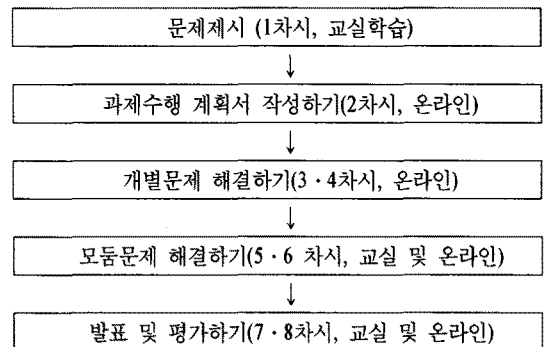 문제제시 (1차시, 교실학습)
↓
과제수행 계획서 작성하기(2차시, 온라인)
↓
개별문제 해결하기(3・4차시, 온라인)
↓
모둠문제 해결하기(5・6 차시, 교실 및 온라인)
↓
발표 및 평가하기(7・8차시, 교실 및 온라인)